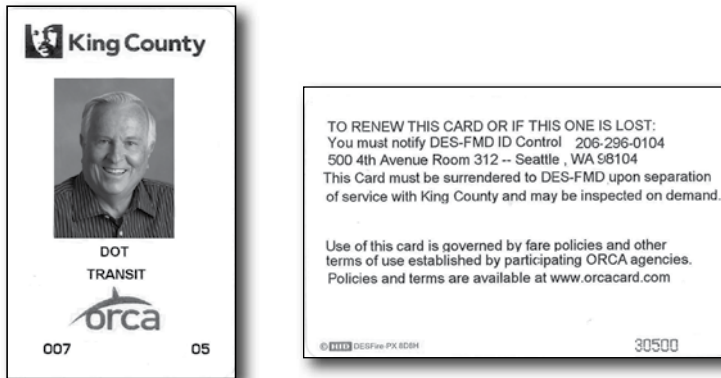 King County
DOT
TRANSIT
orca
007 05
TO RENEW THIS CARD OR IF THIS ONE IS LOST:
You must notify DES-FMD ID Control 206-296-0104
500 4th Avenue Room 312 -- Seattle , WA 98104
This Card must be surrendered to DES-FMD upon separation
of service with King County and may be inspected on demand.
Use of this card is governed by fare policies and other
terms of use established by participating ORCA agencies.
Policies and terms are available at www.orcacard.com
© HID DESFire-PX 8D8H 30500